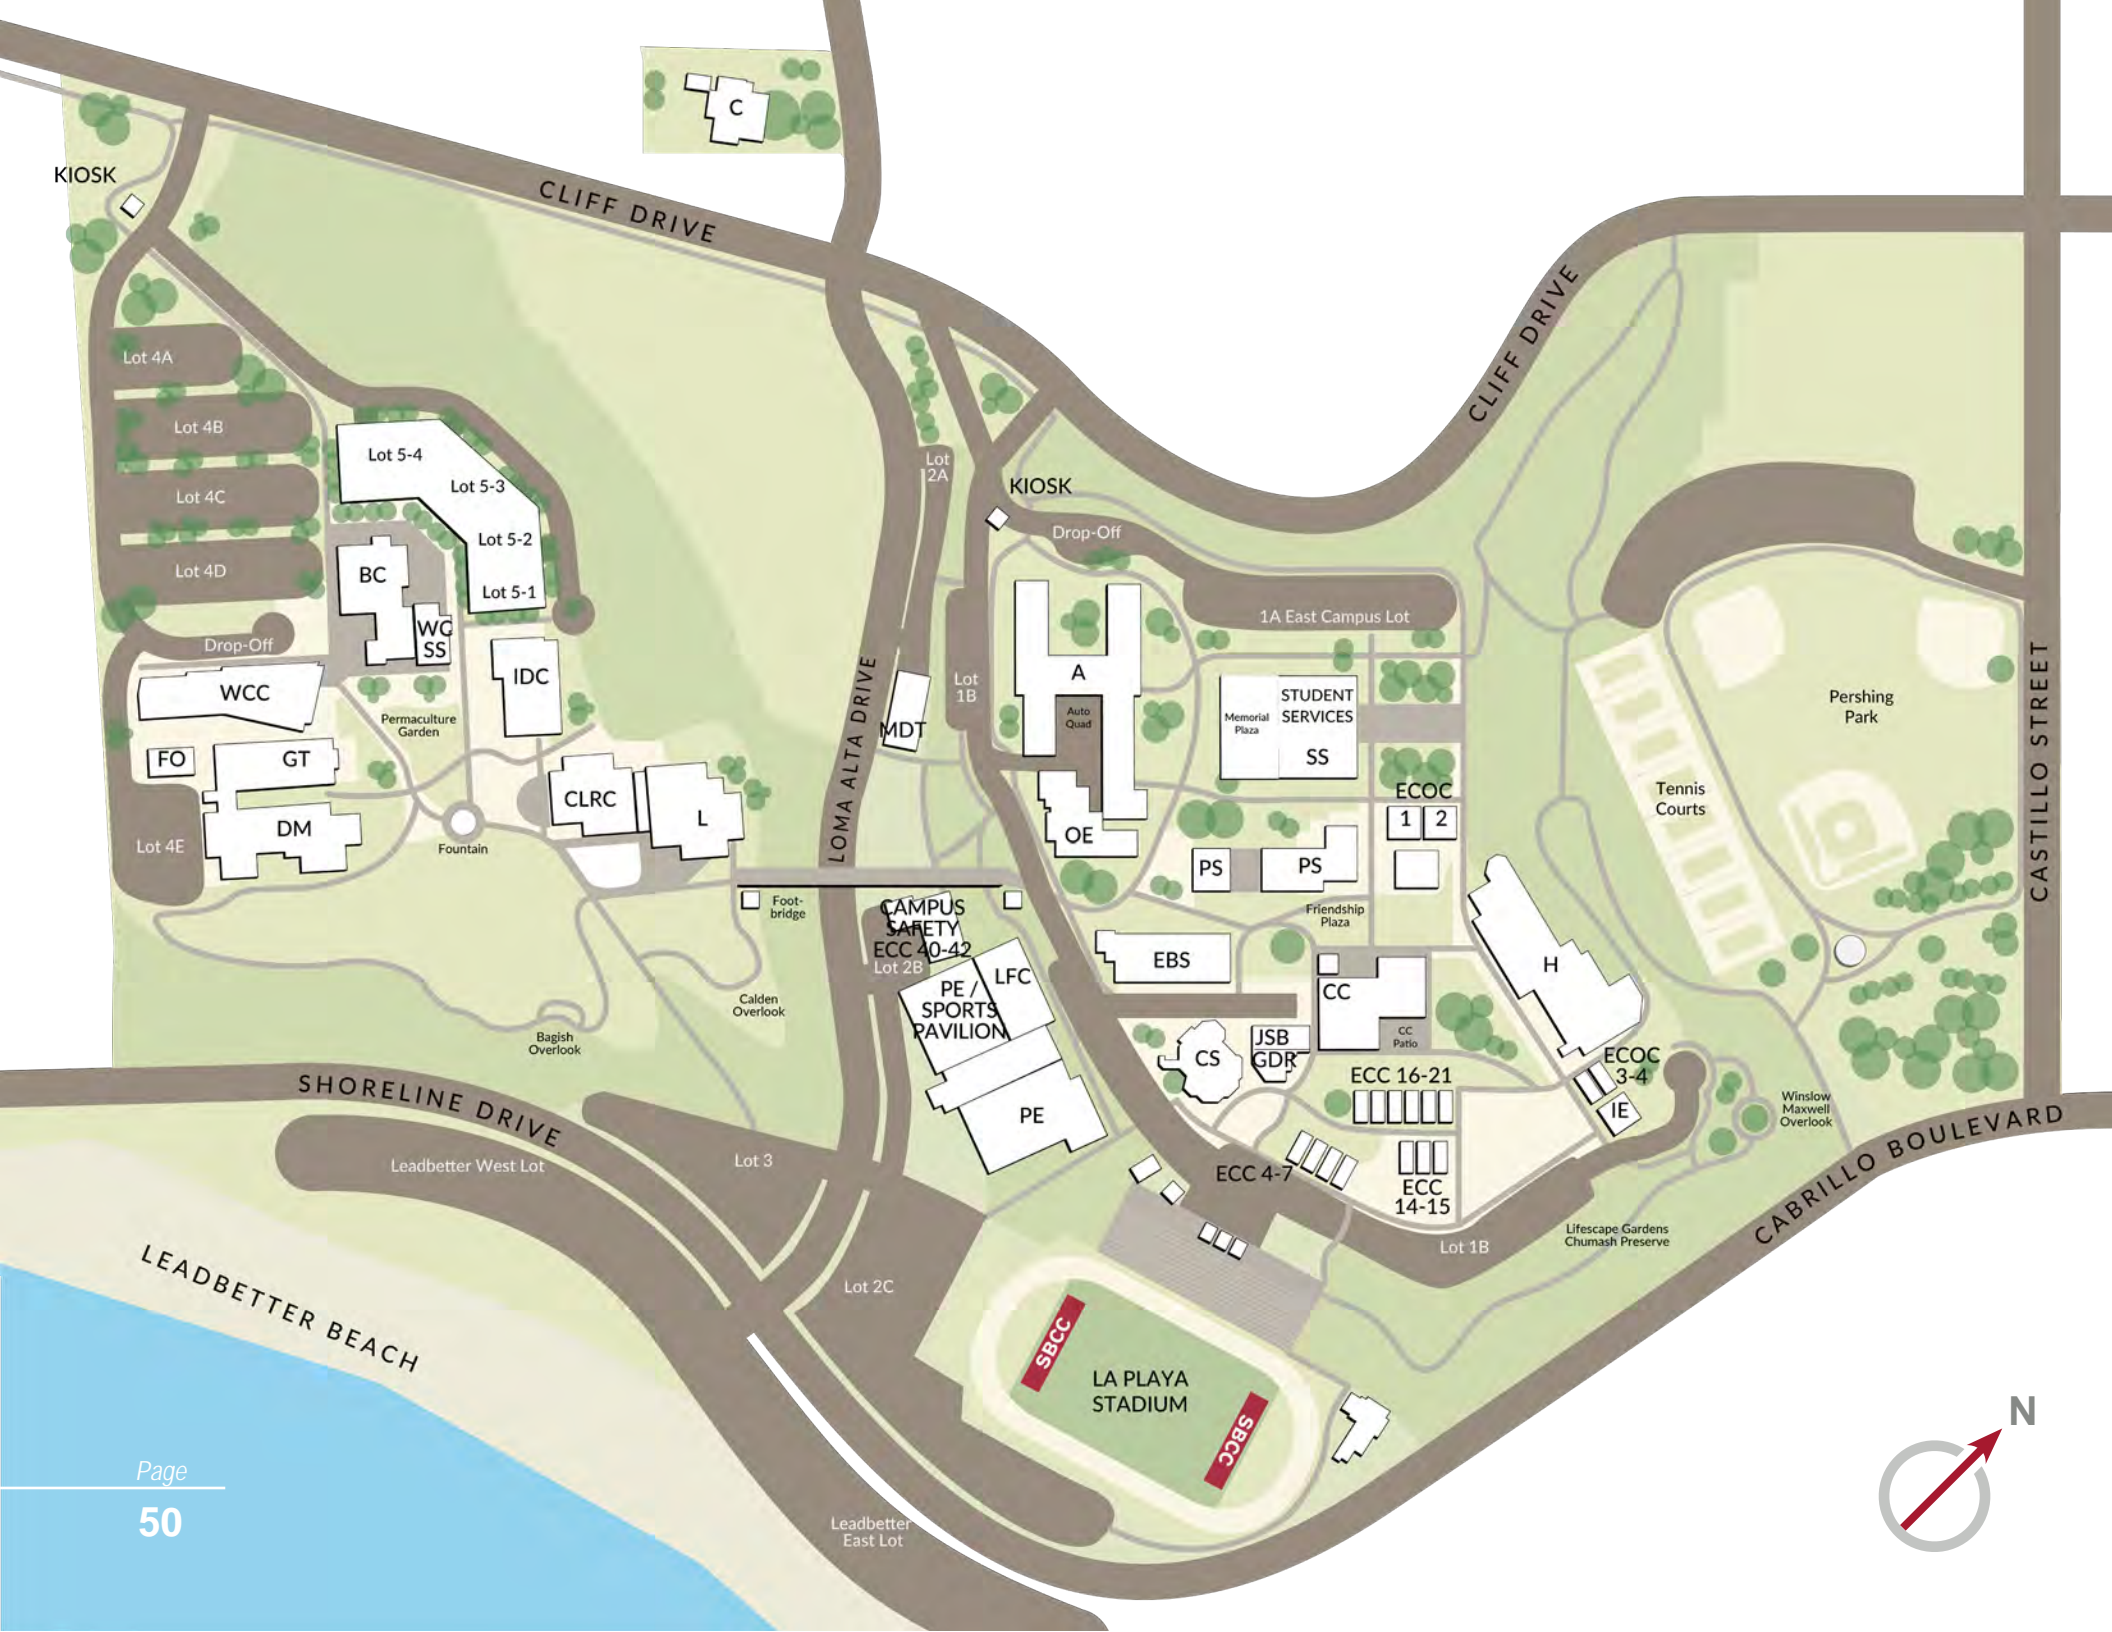 C
KIOSK
CLIFF DRIVE
CLIFF DRIVE
Lot 4A
Lot 4B
Lot 4C
Lot 4D
Lot 5-4
Lot 5-3
Lot 5-2
Lot 5-1
Lot
2A
KIOSK
Drop-Off
1A East Campus Lot
BC
WC
SS
Drop-Off
WCC
IDC
Permaculture
Garden
FO
GT
CLRC
L
DM
Lot 4E
Fountain
LOMA ALTA DRIVE
MDT
Lot
1B
A
Auto
Quad
OE
Memorial
Plaza
STUDENT
SERVICES
SS
ECOC
1
2
PS
PS
Friendship
Plaza
Pershing
Park
Tennis
Courts
CASTILLO STREET
Foot-
bridge
CAMPUS
SAFETY
ECC 40-42
Lot 2B
LFC
PE /
SPORTS
PAVILION
PE
EBS
CC
CC
Patio
H
CS
JSB
GDR
ECC 16-21
ECOC
3-4
IE
Winslow
Maxwell
Overlook
Calden
Overlook
Bagish
Overlook
SHORELINE DRIVE
Leadbetter West Lot
Lot 3
ECC 4-7
ECC
14-15
Lot 1B
Lifescape Gardens
Chumash Preserve
CABRILLO BOULEVARD
Lot 2C
LEADBETTER BEACH
SBCC
LA PLAYA
STADIUM
SBCC
Leadbetter
East Lot
N
Page
50